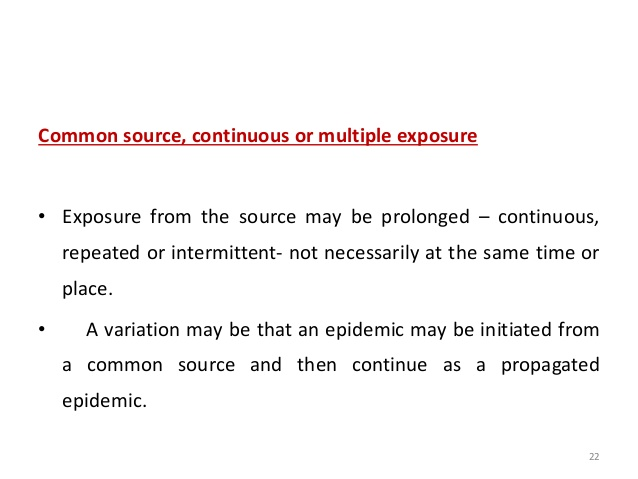 Common source, continuous or multiple exposure
• Exposure from the source may be prolonged – continuous,
repeated or intermittent- not necessarily at the same time or
place.
• A variation may be that an epidemic may be initiated from
a common source and then continue as a propagated
epidemic.
22